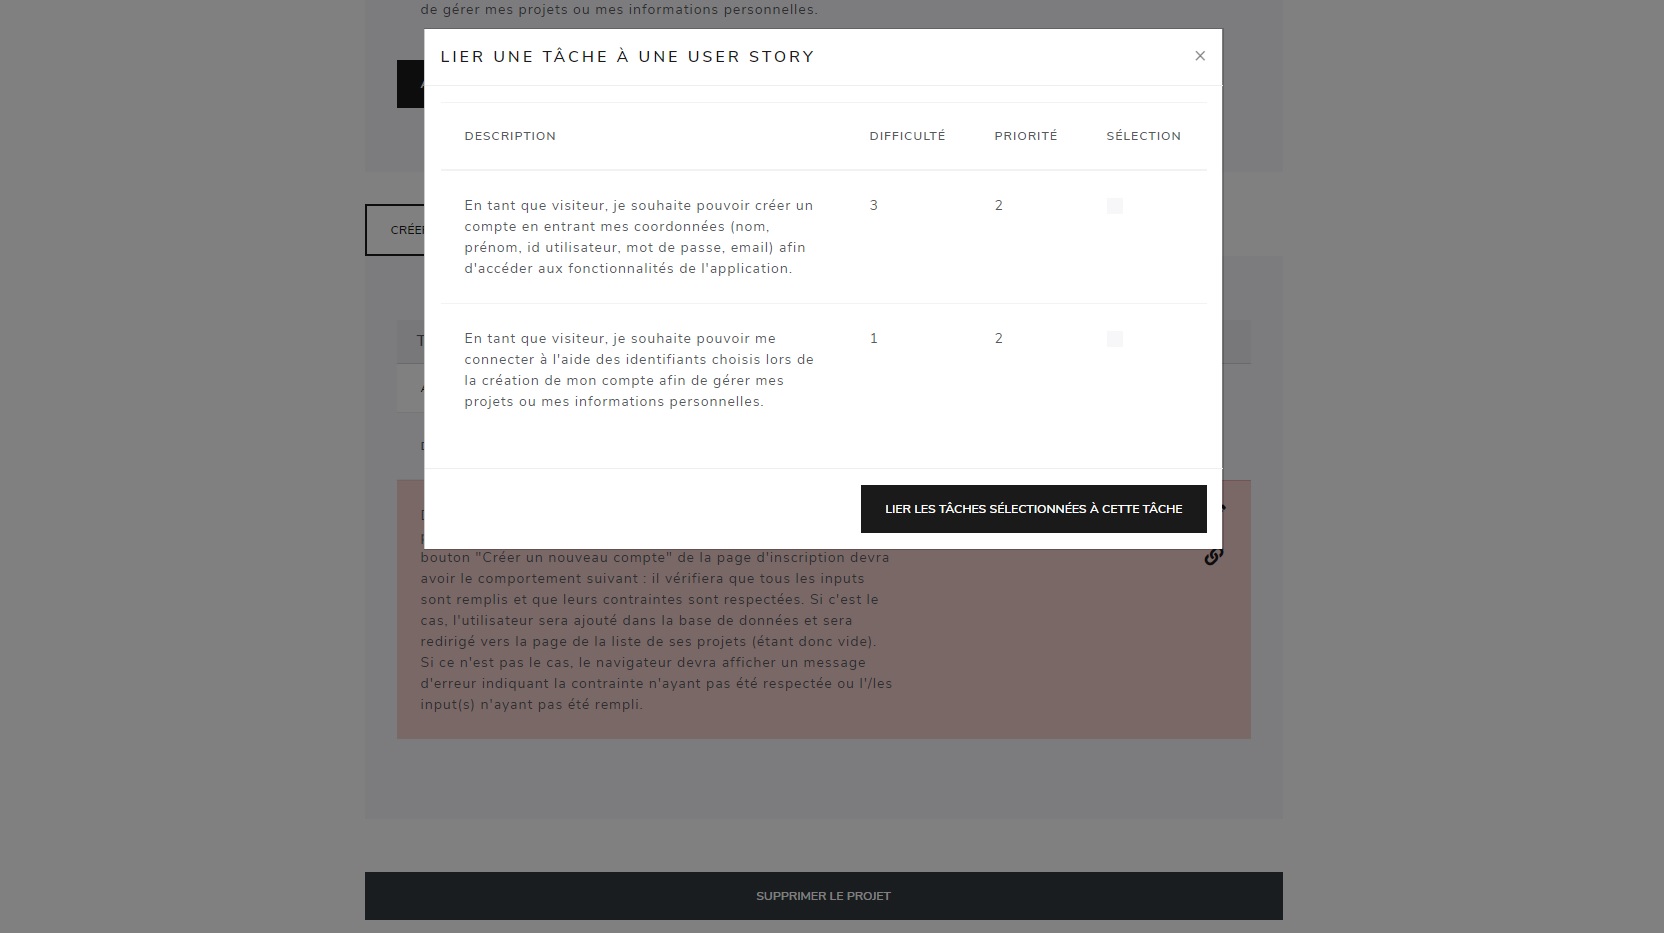 de gérer mes projets ou mes informations personnelles.
LIER UNE TÂCHE À UNE USER STORY
×
DESCRIPTION DIFFICULTÉ PRIORITÉ SÉLECTION
En tant que visiteur, je souhaite pouvoir créer un 3 2
compte en entrant mes coordonnées (nom,
prénom, id utilisateur, mot de passe, email) afin
d'accéder aux fonctionnalités de l'application.
En tant que visiteur, je souhaite pouvoir me 1 2
connecter à l'aide des identifiants choisis lors de
la création de mon compte afin de gérer mes
projets ou mes informations personnelles.
LIER LES TÂCHES SÉLECTIONNÉES À CETTE TÂCHE
bouton "Créer un nouveau compte" de la page d'inscription devra
avoir le comportement suivant : il vérifiera que tous les inputs
sont remplis et que leurs contraintes sont respectées. Si c'est le
cas, l'utilisateur sera ajouté dans la base de données et sera
redirigé vers la page de la liste de ses projets (étant donc vide).
Si ce n'est pas le cas, le navigateur devra afficher un message
d'erreur indiquant la contrainte n'ayant pas été respectée ou l'/les
input(s) n'ayant pas été rempli.
SUPPRIMER LE PROJET